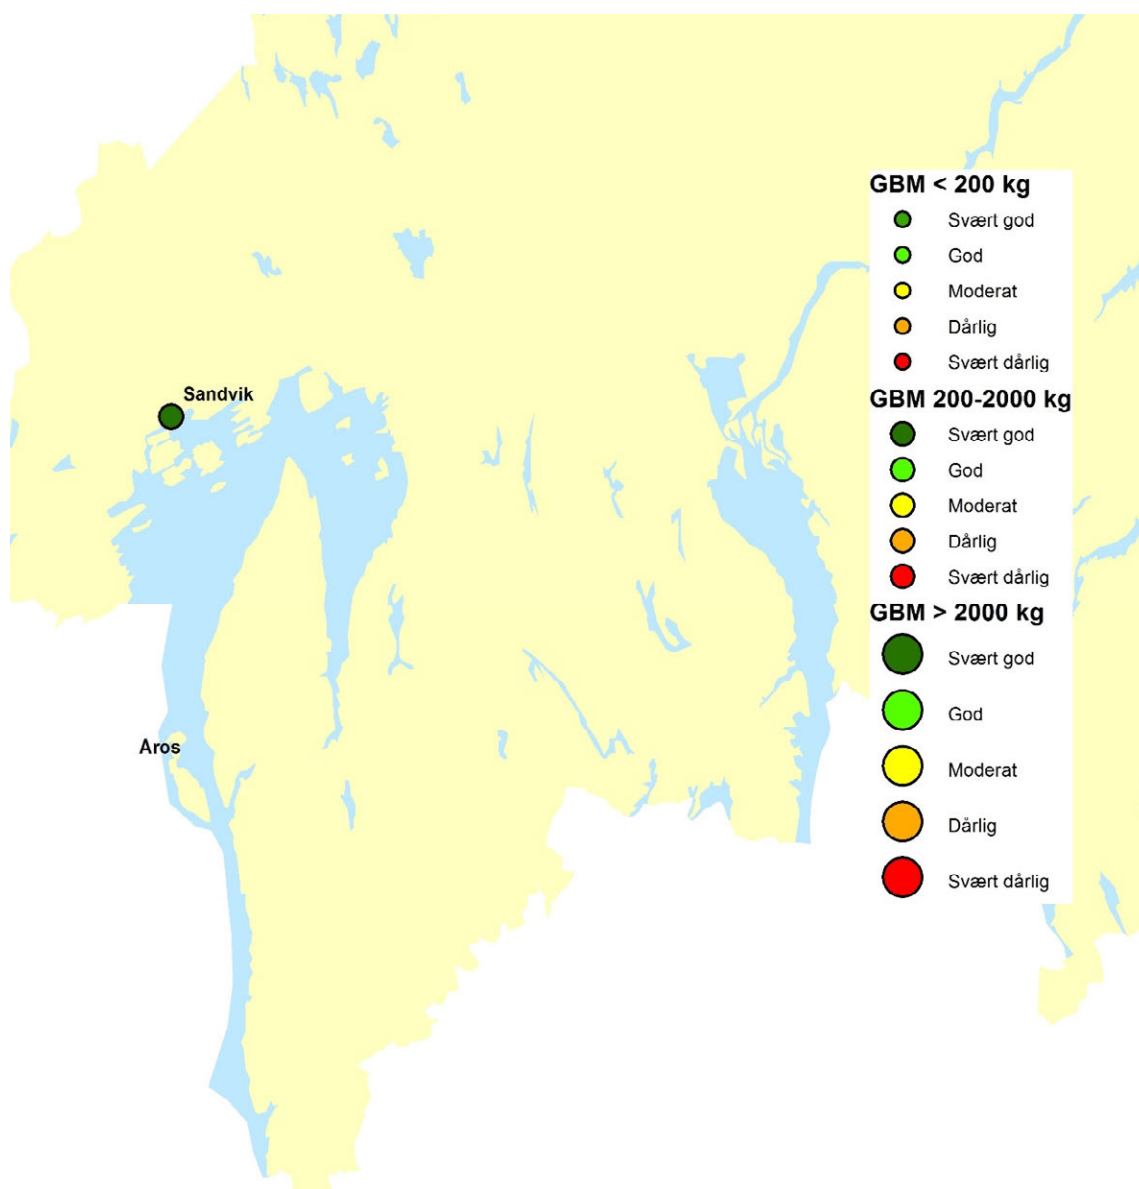 GBM < 200 kg
Svært god
God
Moderat
Dårlig
Svært dårlig
GBM 200-2000 kg
Svært god
God
Moderat
Dårlig
Svært dårlig
GBM > 2000 kg
Svært god
God
Moderat
Dårlig
Svært dårlig
Sandvik
Åros